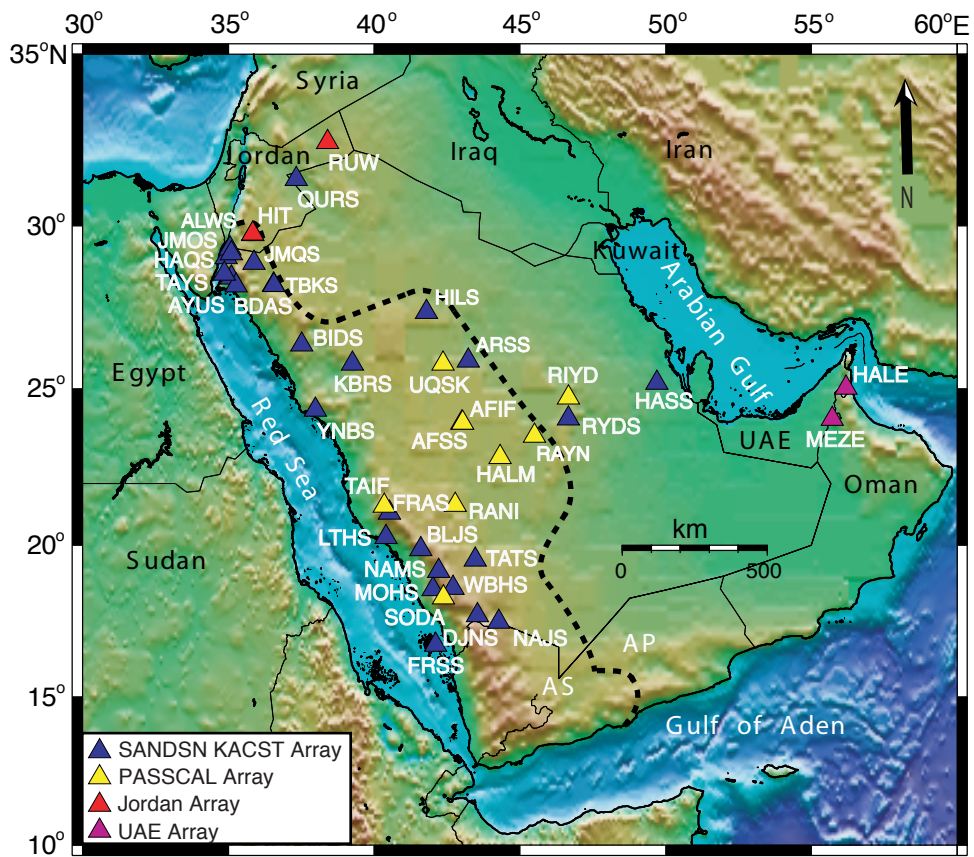 30° 35° 40° 45° 50° 55° 60°E
35°N
Syria
Jordan
RUW
Iraq
Iran
QURS
N
30°
ALWS
HIT
JMOS
HAQS
JMQS
Kuwait
TAYS
TBKS
AYUS
BDAS
HILS
Arabian Gulf
BIDS
ARSS
Egypt
KBRS
UQSK
RIYD
HALE
25°
HASS
YNBS
AFIF
RYDS
AFSS
RAYN
UAE
MEZE
Red Sea
HALM
Oman
TAIF
FRAS
RANI
LTHS
BLJS
km
20°
Sudan
NAMS
TATS
0 500
MOHS
WBHS
SODA
DJNS
NAJS
AP
FRSS
AS
15°
Gulf of Aden
SANDSN KACST Array
PASSCAL Array
Jordan Array
UAE Array
10°